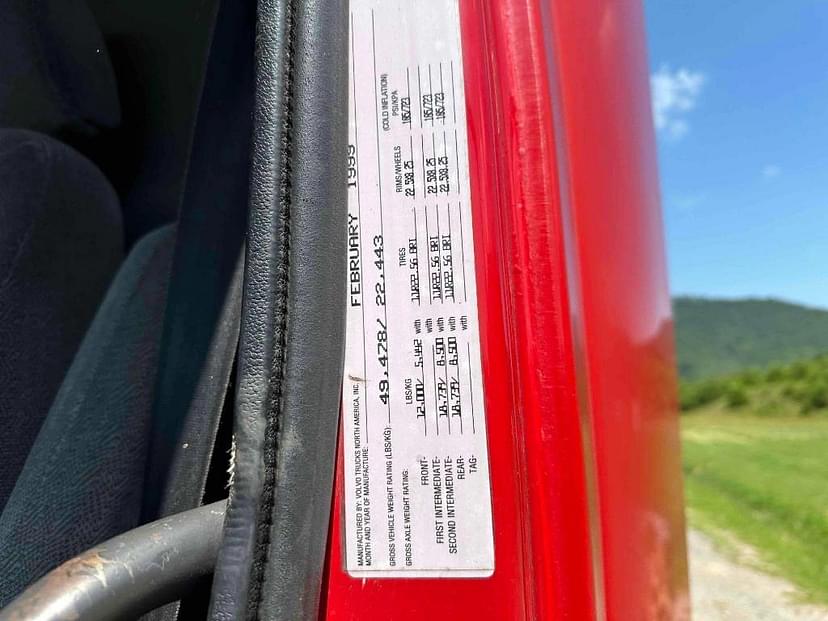 MANUFACTURED BY: VOLVO TRUCKS NORTH AMERICA, INC.
MONTH AND YEAR OF MANUFACTURE: FEBRUARY 1999
GROSS VEHICLE WEIGHT RATING (LBS/KG): 49,478/ 22,443
GROSS AXLE WEIGHT RATING: LBS/KG TIRES RIMS/WHEELS (COLD INFLATION) PSI/KPA
FRONT- 12,000/ 5,442 with 11R22.5G BRI 22.5X8.25 105/723
FIRST INTERMEDIATE- 18,739/ 8,500 with 11R22.5G BRI 22.5X8.25 105/723
SECOND INTERMEDIATE- 18,739/ 8,500 with 11R22.5G BRI 22.5X8.25 105/723
REAR- with
TAG- with